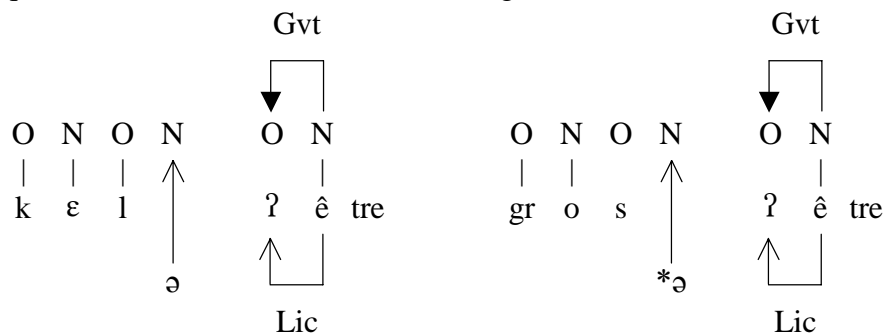 Gvt Gvt
O N O N O N O N O N O N
k ɛ l ʔ ê tre gr o s ʔ ê tre
ə *ə
Lic Lic